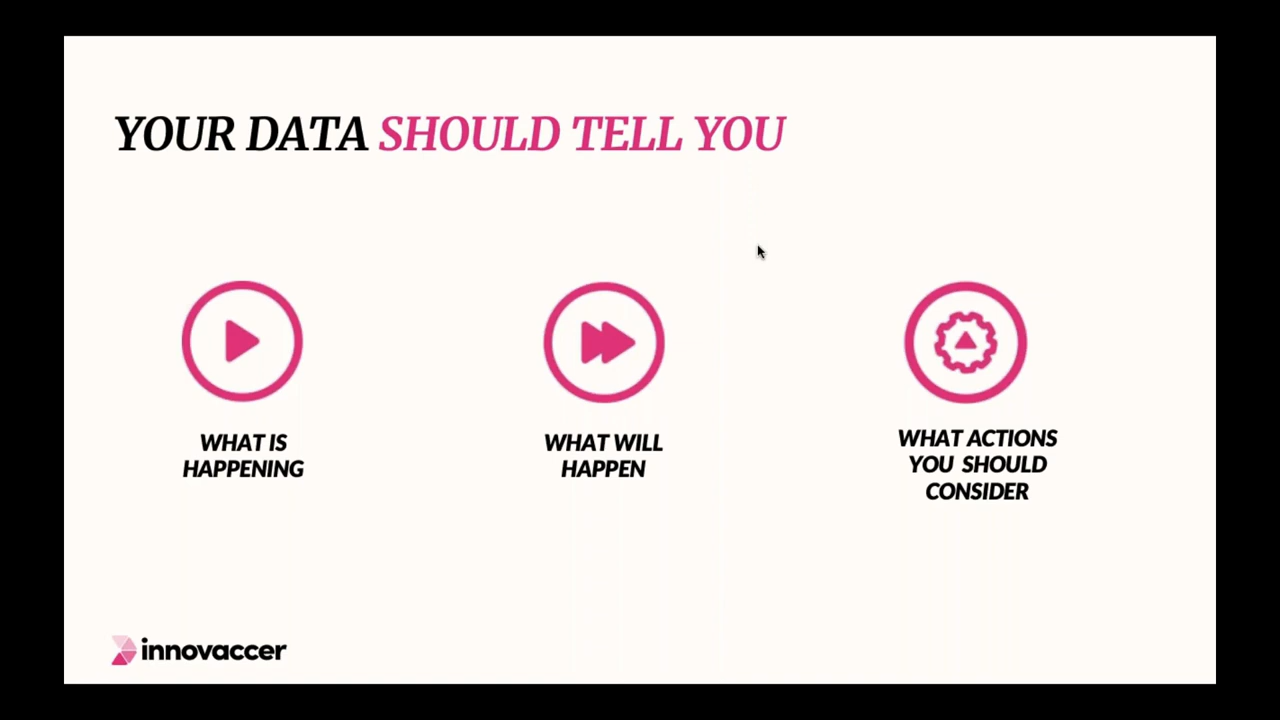 YOUR DATA SHOULD TELL YOU
WHAT IS
HAPPENING
WHAT WILL
HAPPEN
WHAT ACTIONS
YOU SHOULD
CONSIDER
innovaccer